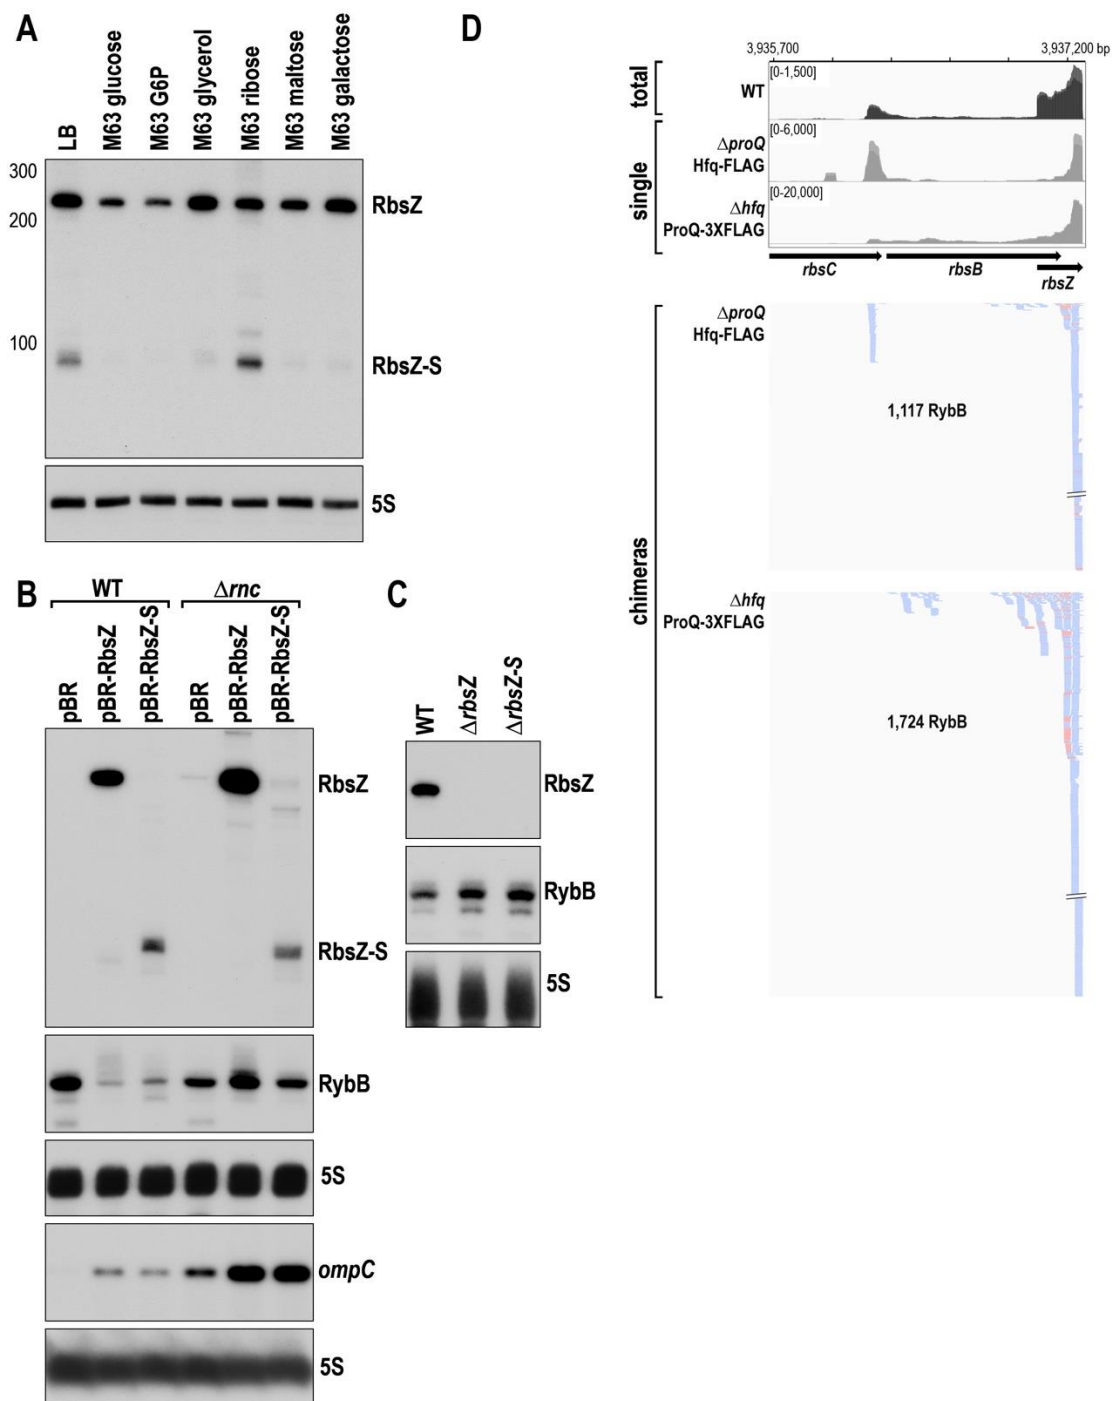 A
LB
M63 glucose
M63 G6P
M63 glycerol
M63 ribose
M63 maltose
M63 galactose
300
200
100
RbsZ
RbsZ-S
5S
B
WT
Δrnc
pBR
pBR-RbsZ
pBR-RbsZ-S
pBR
pBR-RbsZ
pBR-RbsZ-S
RbsZ
RbsZ-S
RybB
5S
ompC
5S
C
WT
ΔrbsZ
ΔrbsZ-S
RbsZ
RybB
5S
D
3,935,700
3,937,200 bp
total
WT
[0-1,500]
single
ΔproQ
Hfq-FLAG
[0-6,000]
Δhfq
ProQ-3XFLAG
[0-20,000]
rbsC
rbsB
rbsZ
chimeras
ΔproQ
Hfq-FLAG
1,117 RybB
Δhfq
ProQ-3XFLAG
1,724 RybB